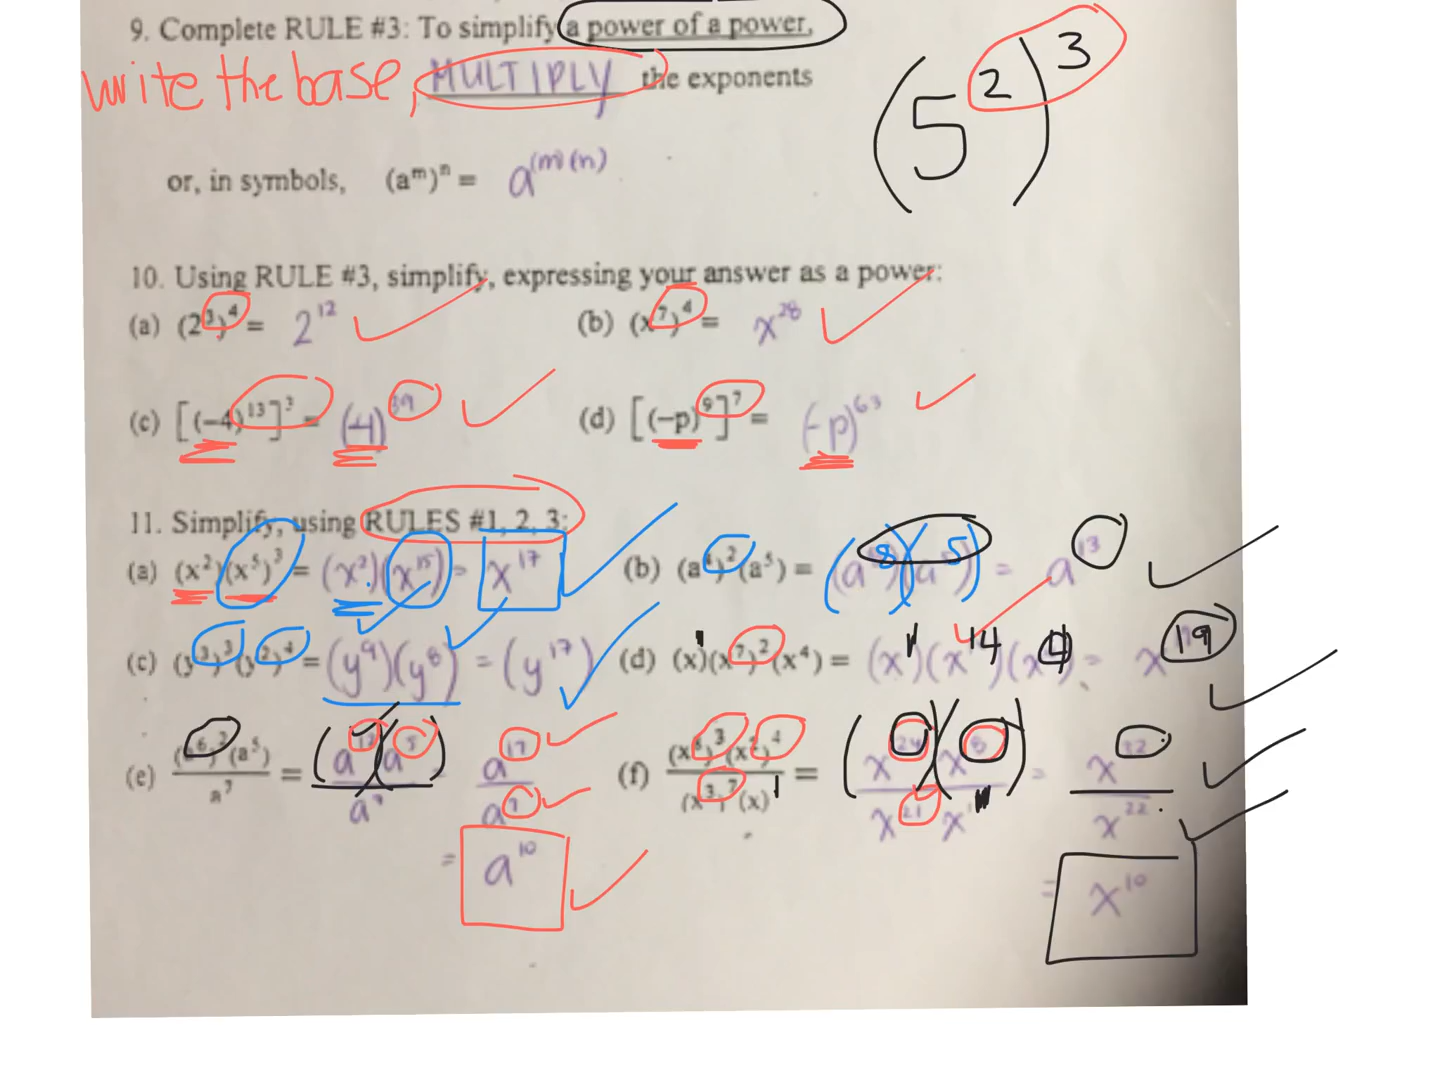 9. Complete RULE #3: To simplify a power of a power,
write the base, MULTIPLY the exponents
(5²)³
or, in symbols, (aᵐ)ⁿ = a^(m)(n)
10. Using RULE #3, simplify, expressing your answer as a power:
(a) (2³)⁴ = 2¹²
(b) (x⁷)⁴ = x²⁸
(c) [(-4)¹³]³ = (-4)³⁹
(d) [(-p)⁹]⁷ = (-p)⁶³
11. Simplify, using RULES #1, 2, 3:
(a) (x²)(x⁵)³ = (x²)(x¹⁵) = x¹⁷
(b) (a⁴)²(a⁵) = (a⁸)(a⁵) = a¹³
(c) (y³)³(y²)⁴ = (y⁹)(y⁸) = (y¹⁷)
(d) (x)(x⁷)²(x⁴) = (x¹)(x¹⁴)(x⁴) = x¹⁹
(e) (a⁶)²(a⁵) / a⁷ = (a¹²)(a⁵) / a⁷ a¹⁷ / a⁷
= a¹⁰
(f) (x⁸)³(x²)⁴ / (x³)⁷(x)¹ = (x²⁴)(x⁸) / x²¹ x¹ = x³² / x²²
= x¹⁰